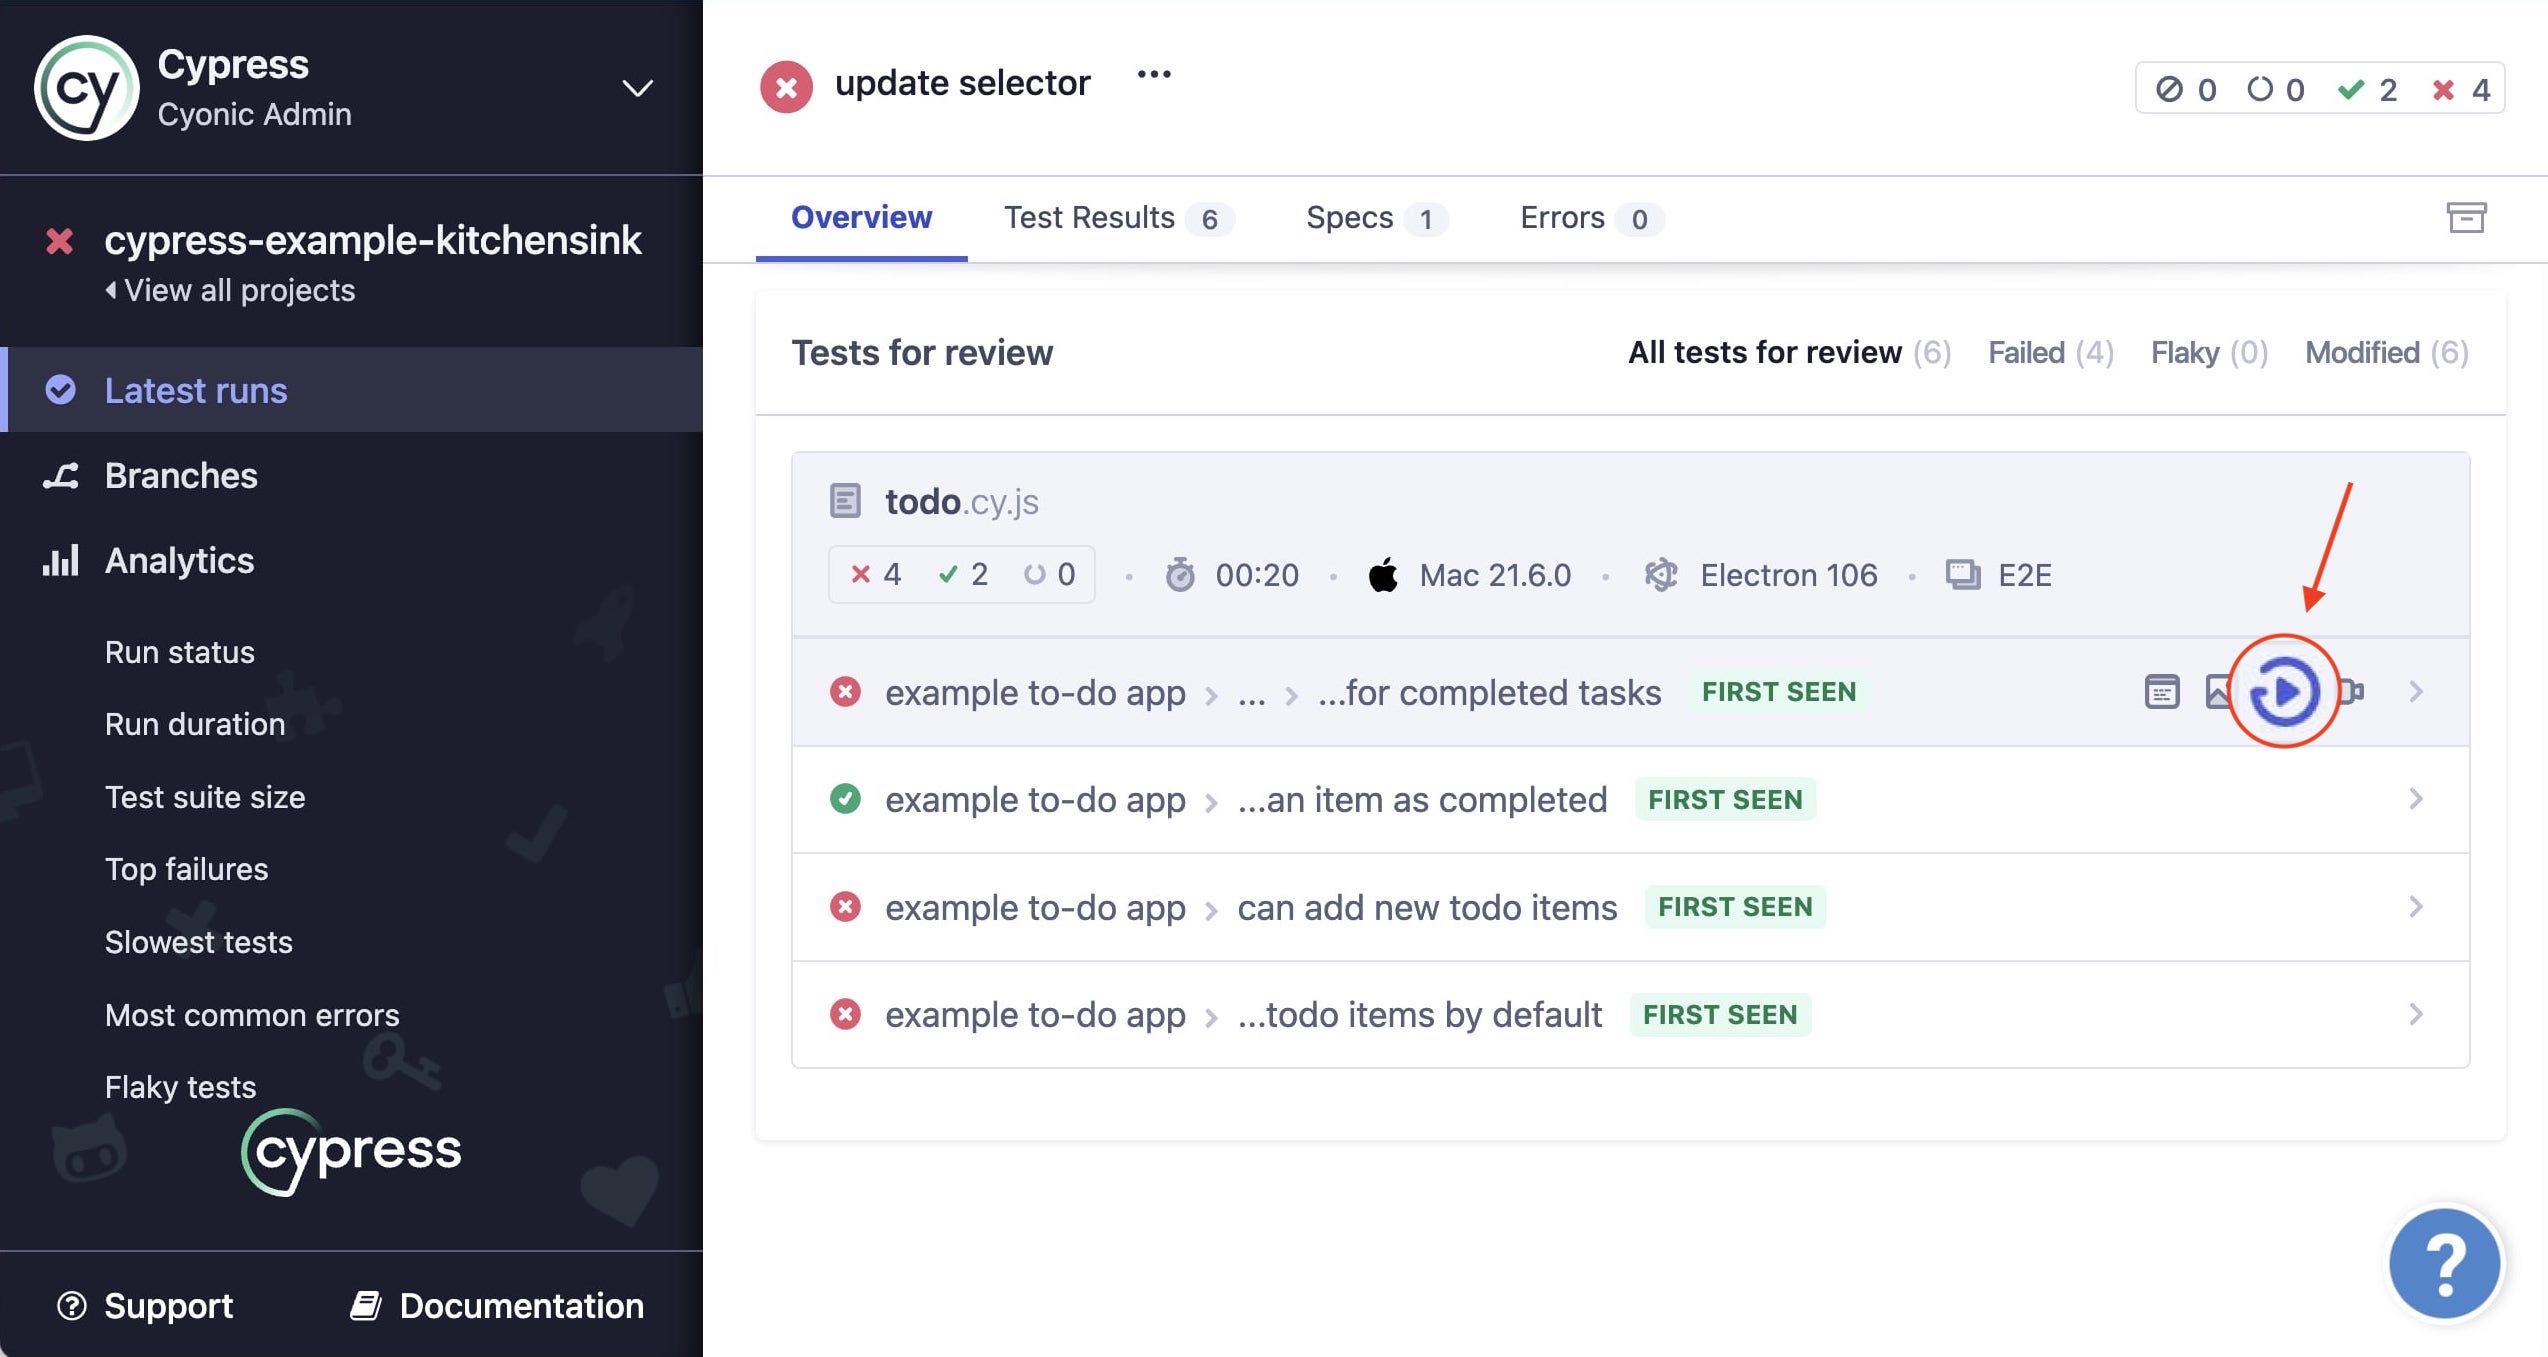 cy
Cypress
Cyonic Admin
cypress-example-kitchensink
View all projects
Latest runs
Branches
Analytics
Run status
Run duration
Test suite size
Top failures
Slowest tests
Most common errors
Flaky tests
cypress
Support
Documentation
update selector ...
0 0 2 4
Overview Test Results 6 Specs 1 Errors 0
Tests for review All tests for review (6) Failed (4) Flaky (0) Modified (6)
todo.cy.js
4 2 0 · 00:20 · Mac 21.6.0 · Electron 106 · E2E
example to-do app > ... > ...for completed tasks FIRST SEEN
example to-do app > ...an item as completed FIRST SEEN
example to-do app > can add new todo items FIRST SEEN
example to-do app > ...todo items by default FIRST SEEN
?